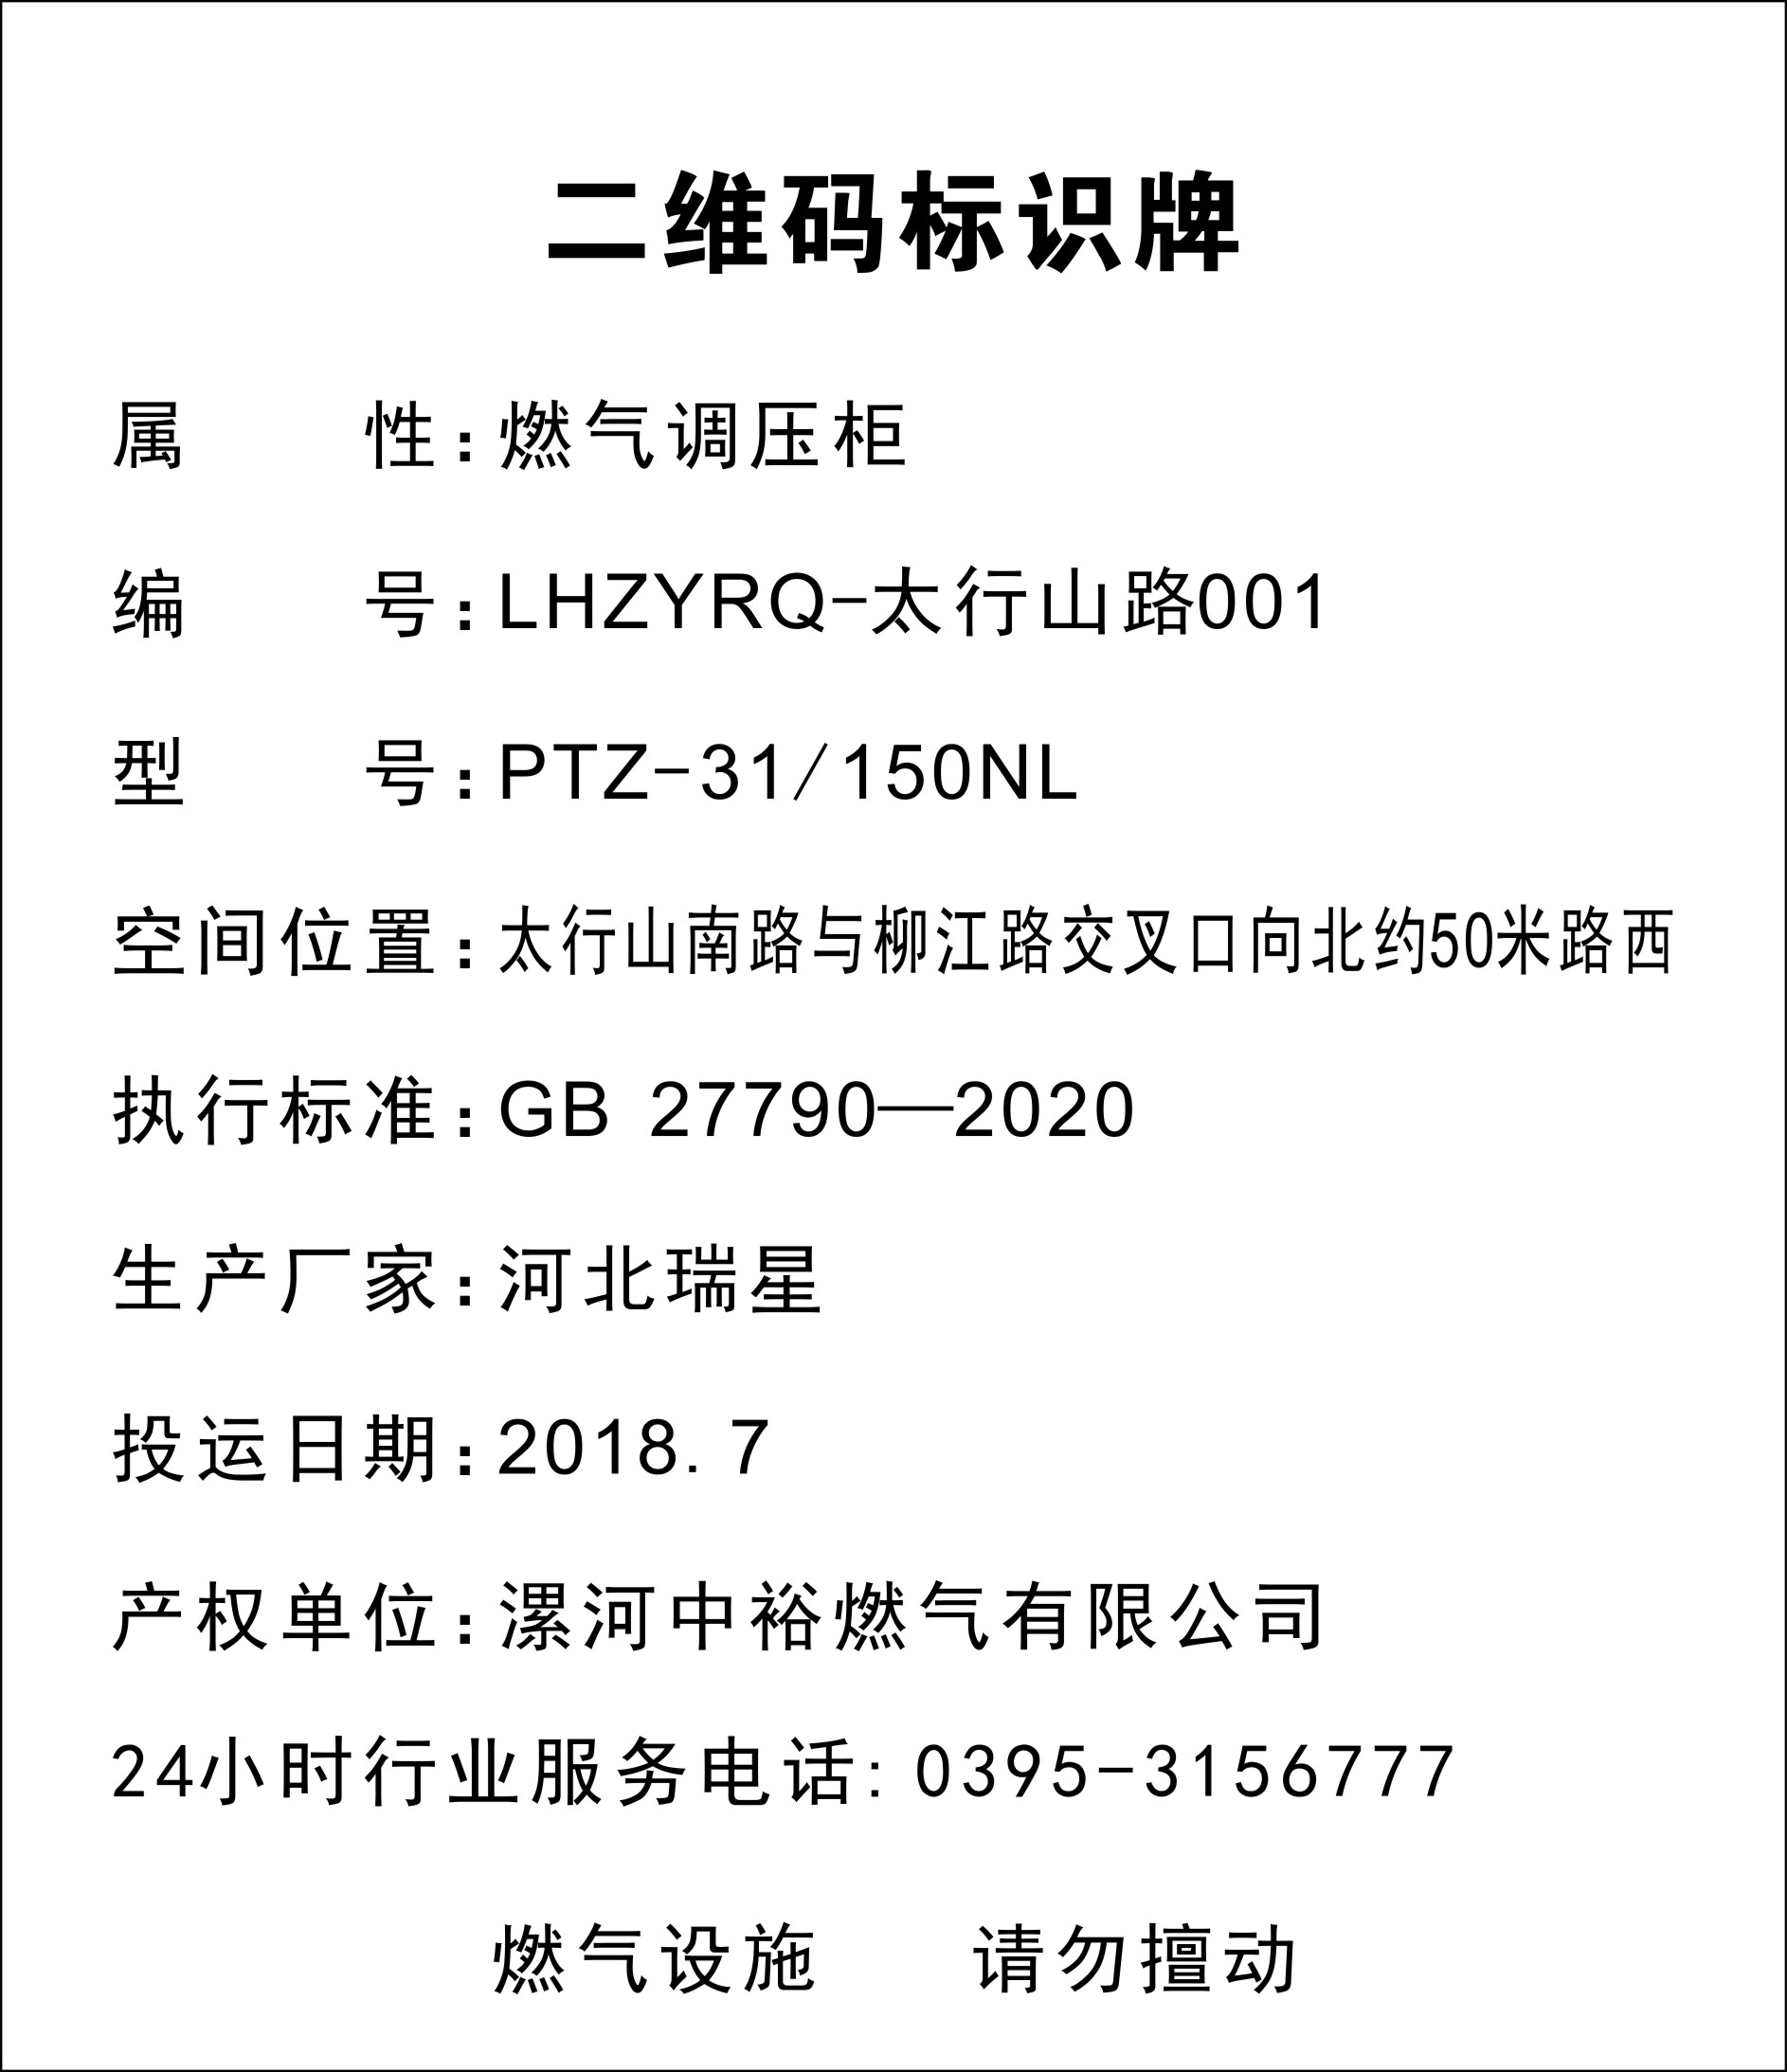 二维码标识牌
属 性:燃气调压柜
编 号:LHZYRQ-太行山路001
型 号:PTZ-31/150NL
空间位置:太行山南路与柳江路交叉口向北约50米路西
执行标准:GB 27790—2020
生产厂家:河北瑞星
投运日期:2018.7
产权单位:漯河中裕燃气有限公司
24小时行业服务电话:0395-3156777
燃气设施 请勿擅动